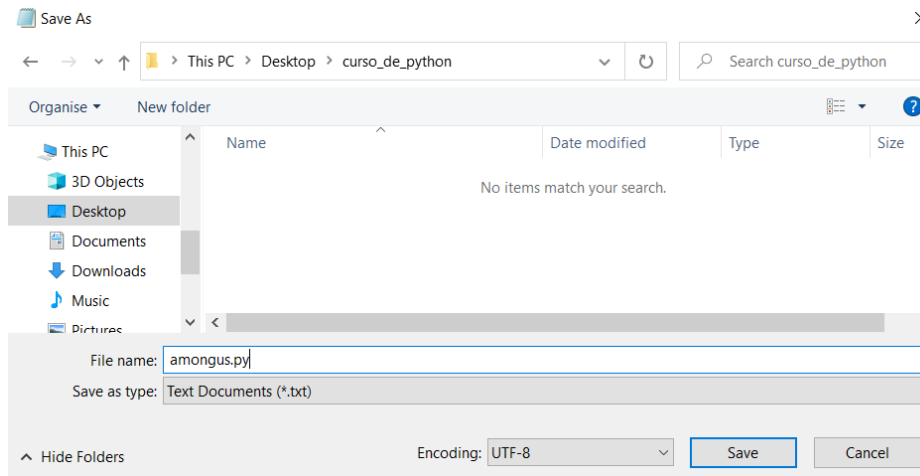 Save As
This PC > Desktop > curso_de_python
Search curso_de_python
Organise
New folder
?
This PC
3D Objects
Desktop
Documents
Downloads
Music
Pictures
Name
Date modified
Type
Size
No items match your search.
File name: amongus.py
Save as type: Text Documents (*.txt)
Hide Folders
Encoding: UTF-8
Save
Cancel